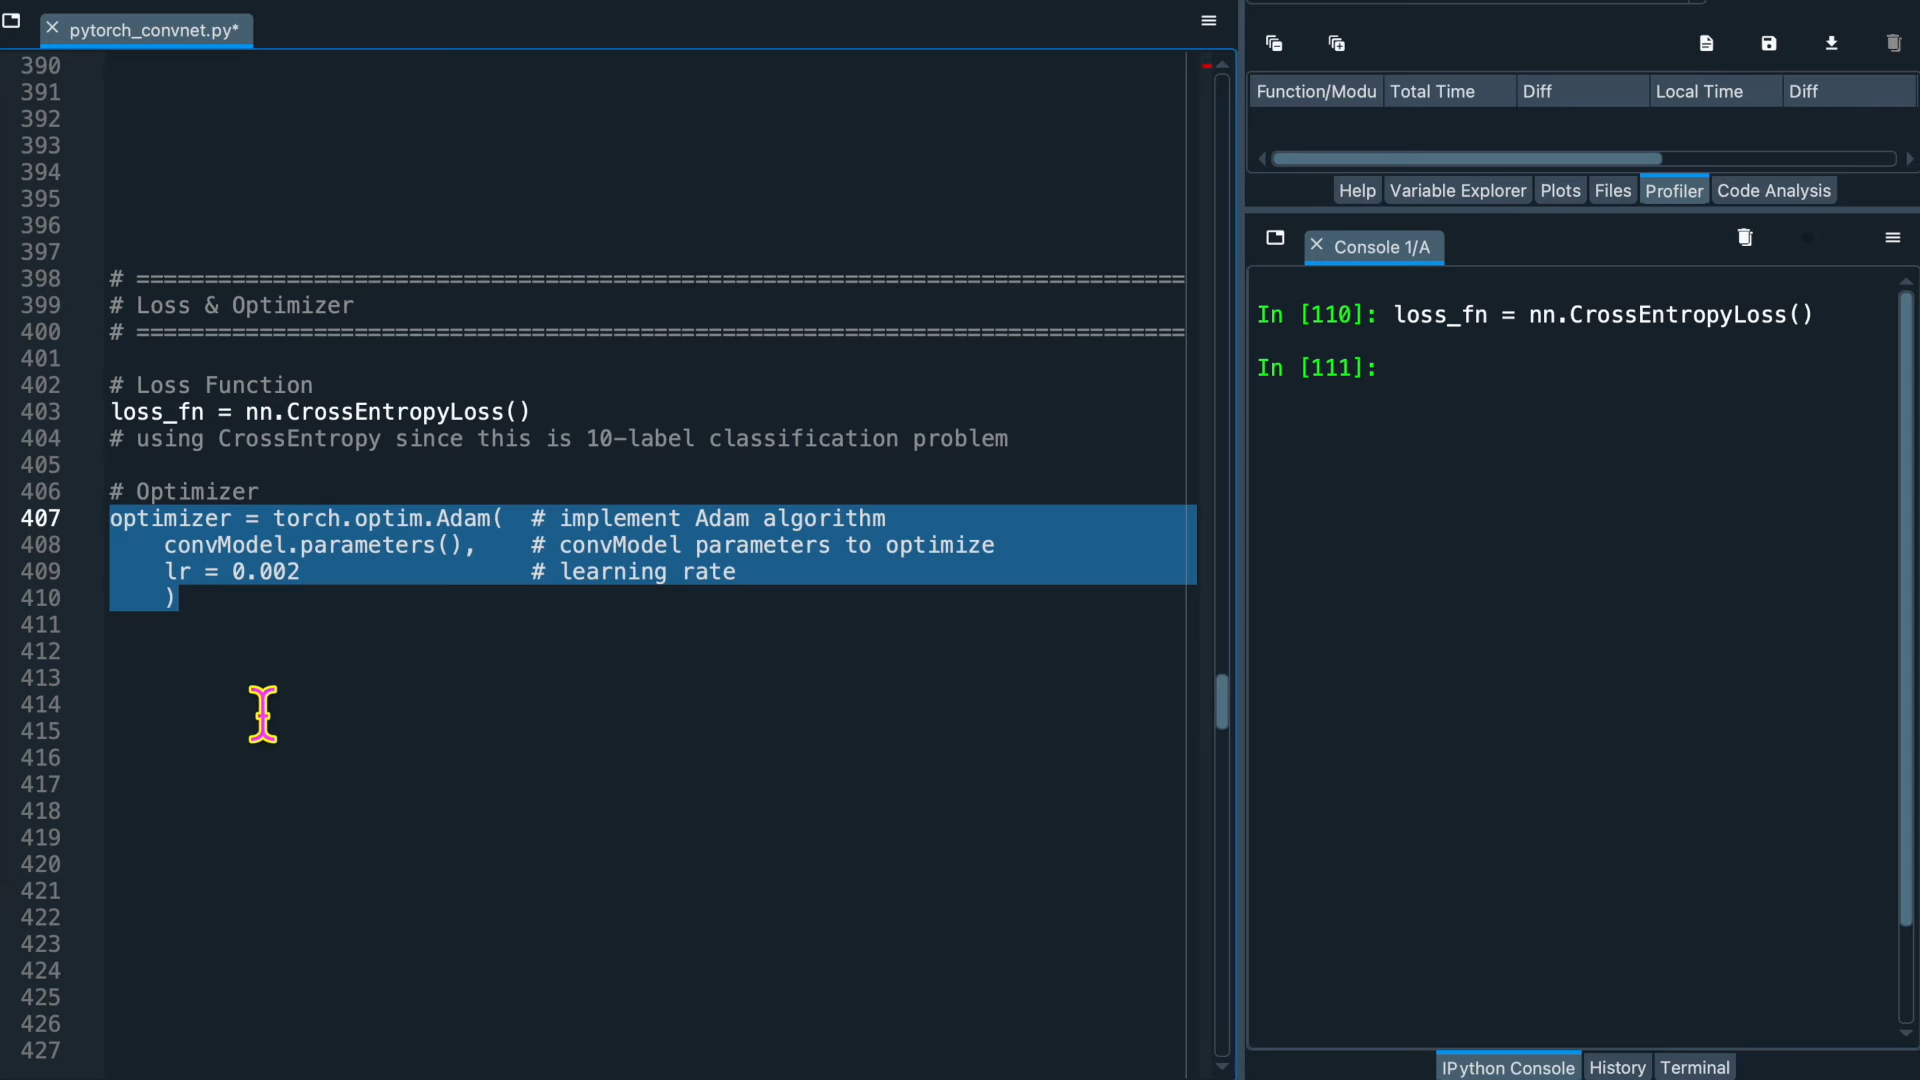 pytorch_convnet.py*
390
391
392
393
394
395
396
397
398 # ==============================================================================
399 # Loss & Optimizer
400 # ==============================================================================
401
402 # Loss Function
403 loss_fn = nn.CrossEntropyLoss()
404 # using CrossEntropy since this is 10-label classification problem
405
406 # Optimizer
407 optimizer = torch.optim.Adam(  # implement Adam algorithm
408     convModel.parameters(),    # convModel parameters to optimize
409     lr = 0.002                 # learning rate
410     )
411
412
413
414
415
416
417
418
419
420
421
422
423
424
425
426
427
Function/Modu Total Time Diff Local Time Diff
Help Variable Explorer Plots Files Profiler Code Analysis
Console 1/A
In [110]: loss_fn = nn.CrossEntropyLoss()
In [111]:
IPython Console History Terminal